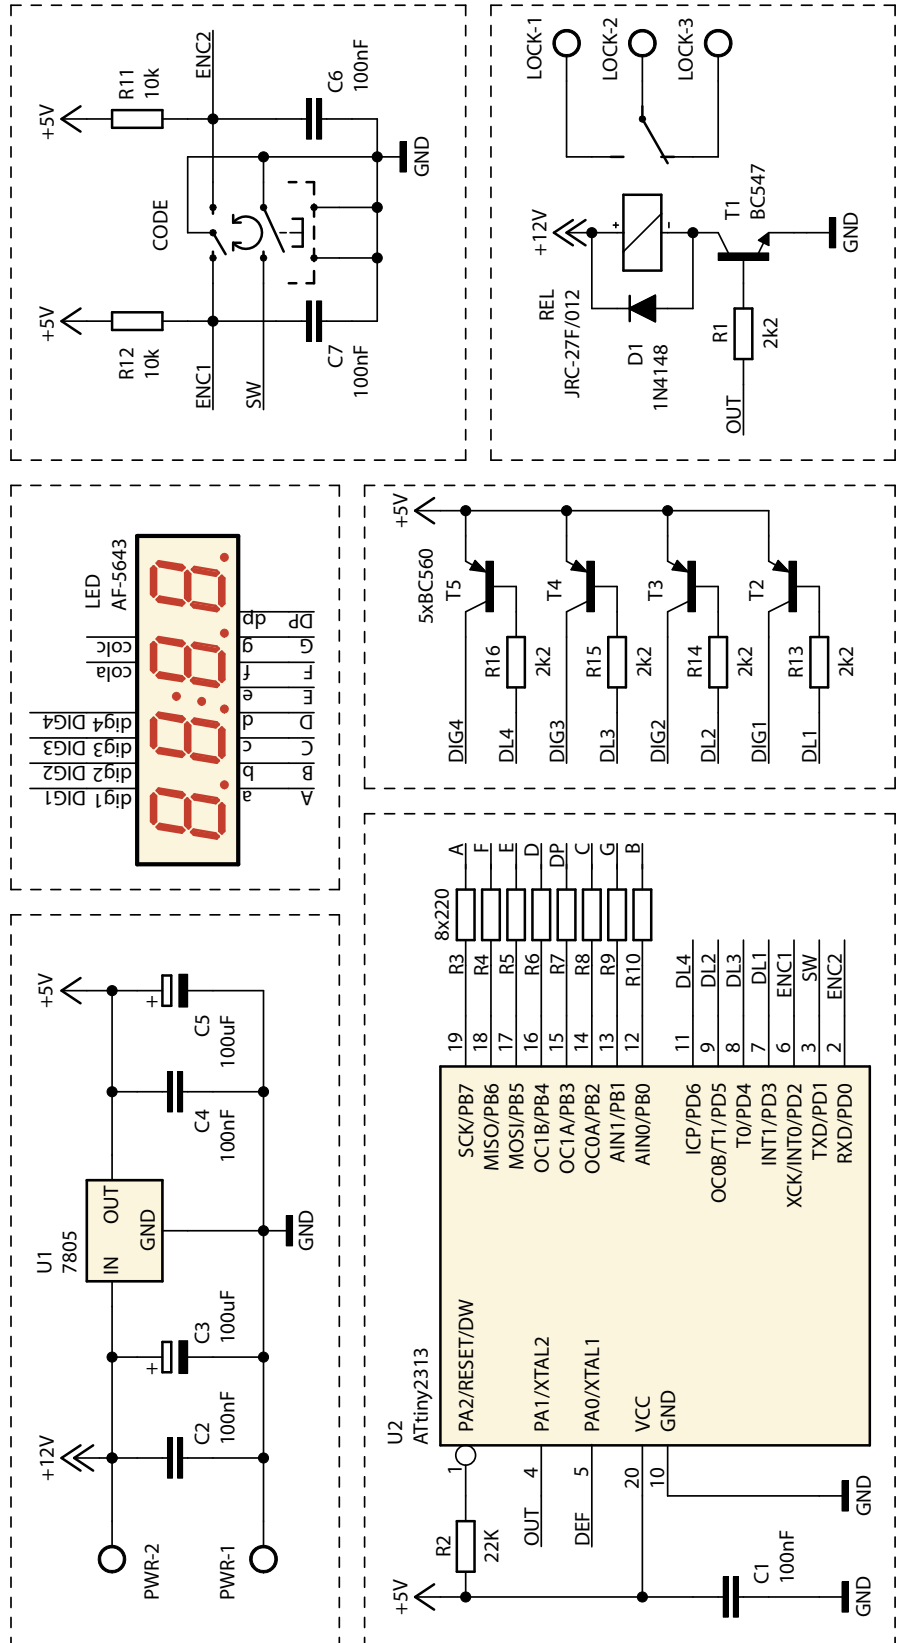 +5V
R12
10k
+5V
R11
10k
CODE
ENC1
SW
ENC2
C7
100nF
C6
100nF
GND
LOCK-1
LOCK-2
LOCK-3
+12V
+
-
REL
JRC-27F/012
D1
1N4148
T1
BC547
R1
2k2
OUT
GND
LED
AF-5643
dig1 DIG1
dig2 DIG2
dig3 DIG3
dig4 DIG4
cola
colc
a
b
c
d
e
f
g
dp
A
B
C
D
E
F
G
DP
+5V
5xBC560
T5
T4
T3
T2
R16
2k2
R15
2k2
R14
2k2
R13
2k2
DIG4
DL4
DIG3
DL3
DIG2
DL2
DIG1
DL1
+12V
+5V
U1
7805
IN
OUT
GND
PWR-2
PWR-1
C2
100nF
+
C3
100uF
C4
100nF
+
C5
100uF
GND
U2
ATtiny2313
+5V
R2
22K
1
PA2/RESET/DW
OUT
4
PA1/XTAL2
DEF
5
PA0/XTAL1
20
VCC
10
GND
C1
100nF
GND
GND
8x220
SCK/PB7
19
R3
A
MISO/PB6
18
R4
F
MOSI/PB5
17
R5
E
OC1B/PB4
16
R6
D
OC1A/PB3
15
R7
DP
OC0A/PB2
14
R8
C
AIN1/PB1
13
R9
G
AIN0/PB0
12
R10
B
ICP/PD6
11
DL4
OC0B/T1/PD5
9
DL2
T0/PD4
8
DL3
INT1/PD3
7
DL1
XCK/INT0/PD2
6
ENC1
TXD/PD1
3
SW
RXD/PD0
2
ENC2